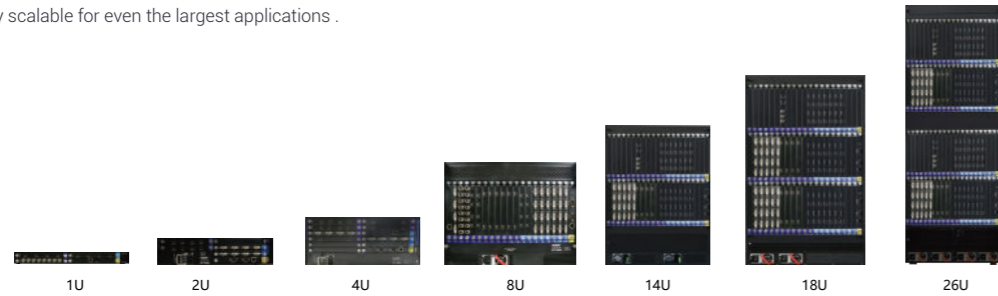 scalable for even the largest applications .
1U
2U
4U
8U
14U
18U
26U